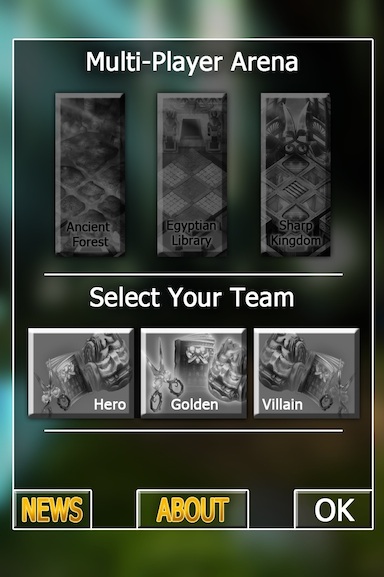 Multi-Player Arena
Ancient
Forest
Egyptian
Library
Sharp
Kingdom
Select Your Team
Hero
Golden
Villain
NEWS
ABOUT
OK